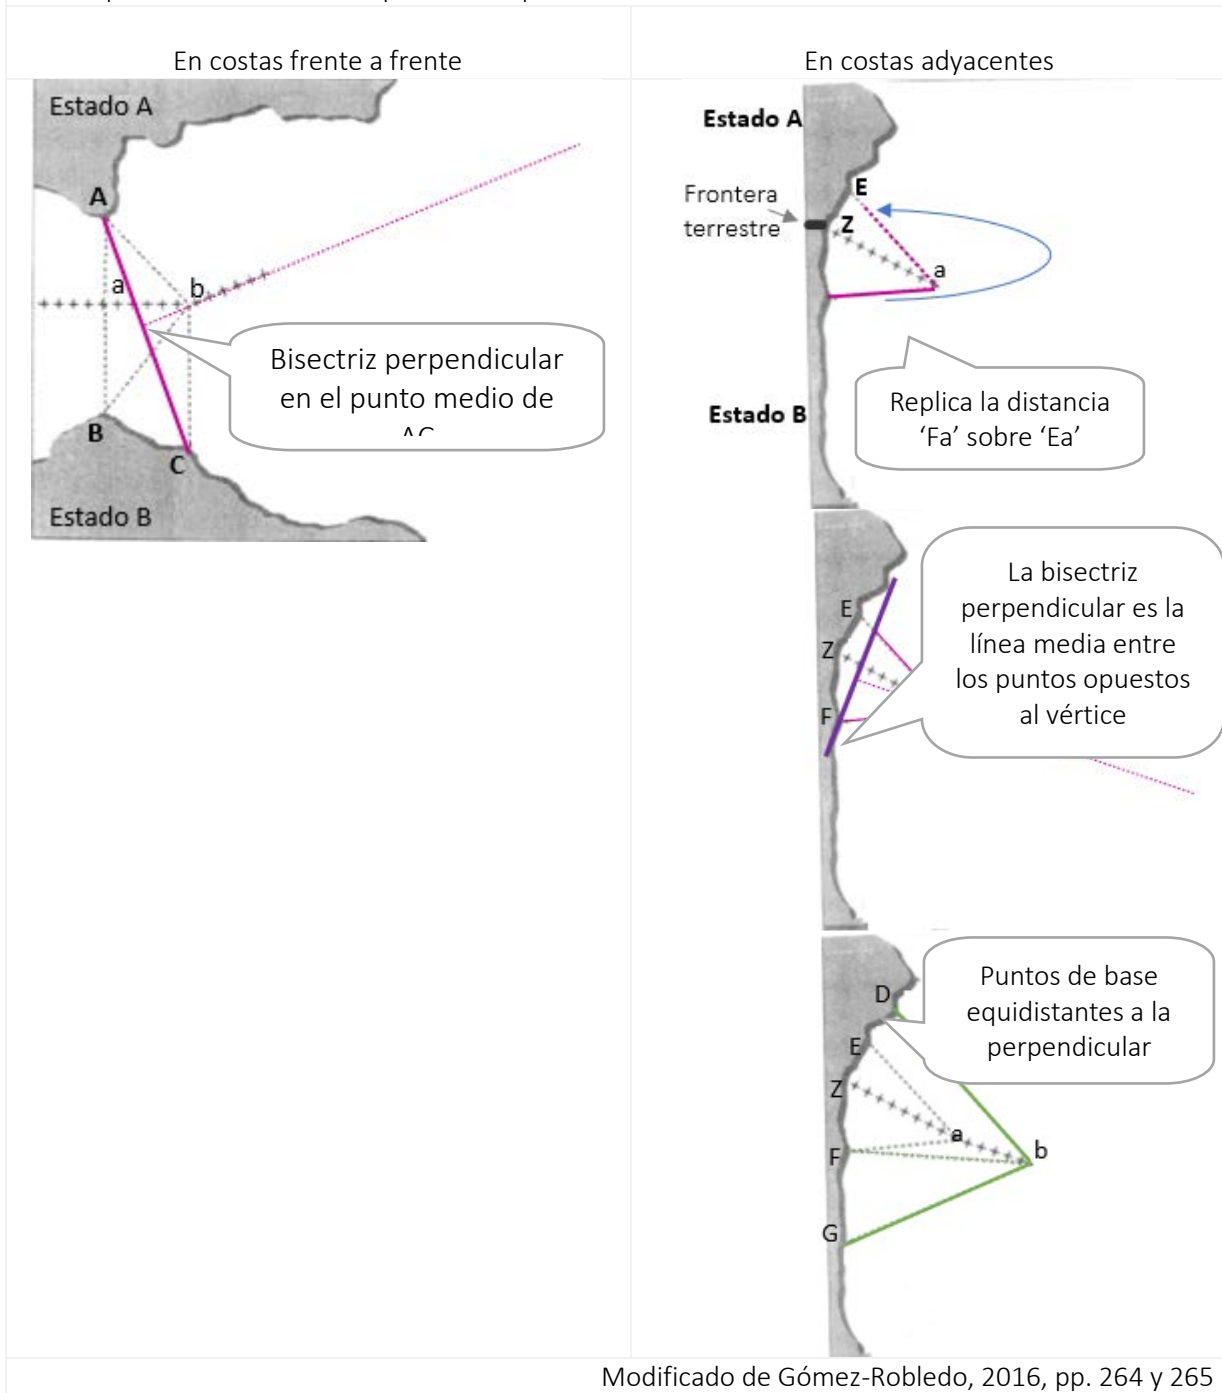 En costas frente a frente
En costas adyacentes
Estado A
A
a
b
Bisectriz perpendicular
en el punto medio de
B
C
Estado B
Estado A
E
Frontera
terrestre
Z
a
Estado B
Replica la distancia
‘Fa’ sobre ‘Ea’
La bisectriz
perpendicular es la
línea media entre
los puntos opuestos
al vértice
E
Z
F
Puntos de base
equidistantes a la
perpendicular
D
E
Z
a
b
F
G
Modificado de Gómez-Robledo, 2016, pp. 264 y 265